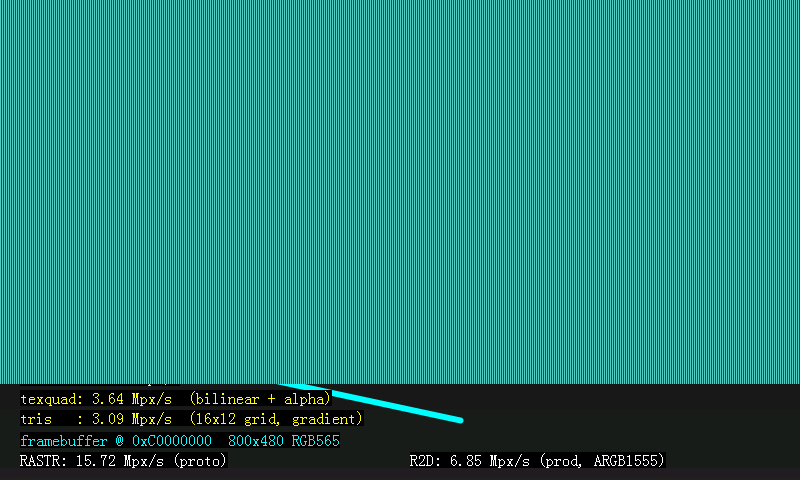 texquad: 3.64 Mpx/s  (bilinear + alpha)
tris   : 3.09 Mpx/s  (16x12 grid, gradient)
framebuffer @ 0xC0000000  800x480 RGB565
RASTR: 15.72 Mpx/s (proto) R2D: 6.85 Mpx/s (prod, ARGB1555)